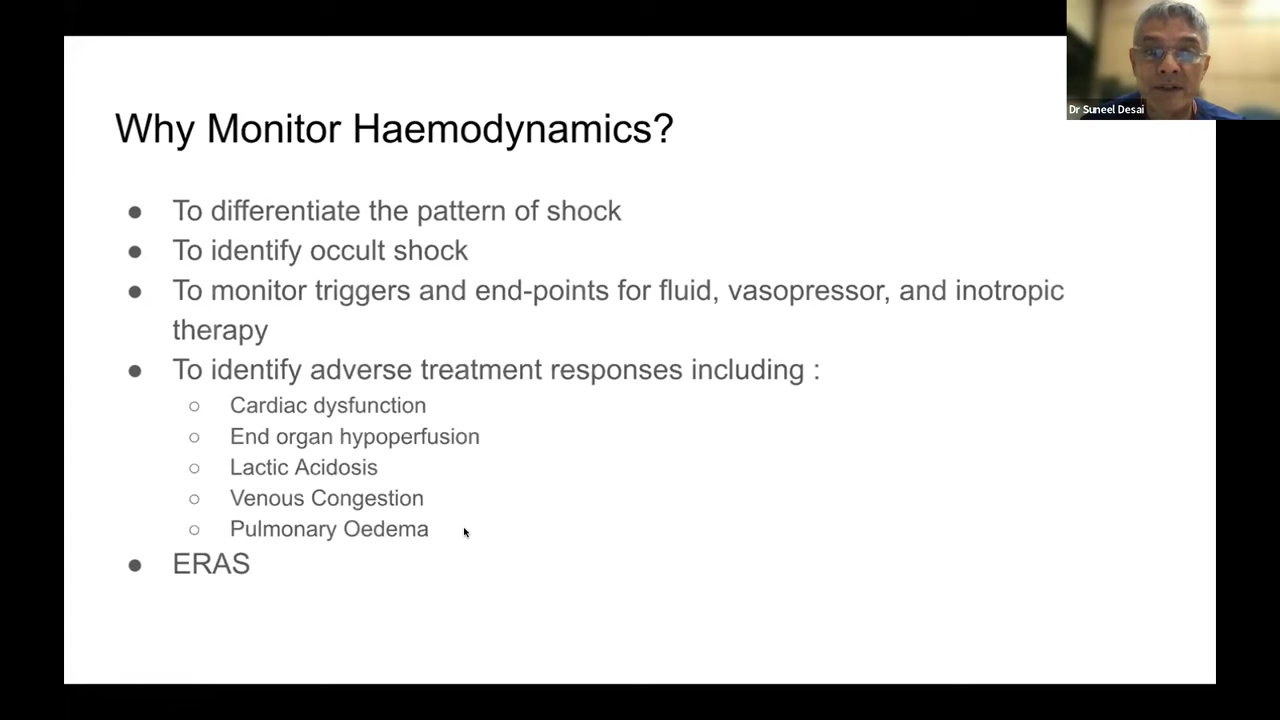 Dr Suneel Desai
Why Monitor Haemodynamics?
● To differentiate the pattern of shock
● To identify occult shock
● To monitor triggers and end-points for fluid, vasopressor, and inotropic
therapy
● To identify adverse treatment responses including :
○ Cardiac dysfunction
○ End organ hypoperfusion
○ Lactic Acidosis
○ Venous Congestion
○ Pulmonary Oedema
● ERAS